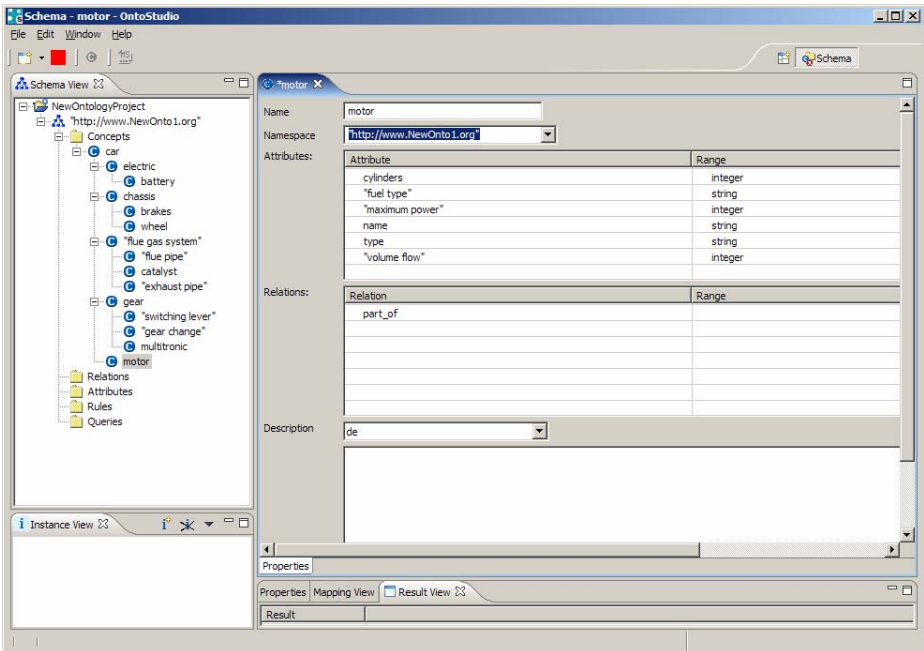 Schema - motor - OntoStudio
File Edit Window Help
Schema
Schema View
NewOntologyProject
"http://www.NewOnto1.org"
Concepts
car
electric
battery
chassis
brakes
wheel
"flue gas system"
"flue pipe"
catalyst
"exhaust pipe"
gear
"switching lever"
"gear change"
multitronic
motor
Relations
Attributes
Rules
Queries
Instance View
*motor
Name motor
Namespace "http://www.NewOnto1.org"
Attributes:
Attribute Range
cylinders integer
"fuel type" string
"maximum power" integer
name string
type string
"volume flow" integer
Relations:
Relation Range
part_of
Description de
Properties
Properties Mapping View Result View
Result